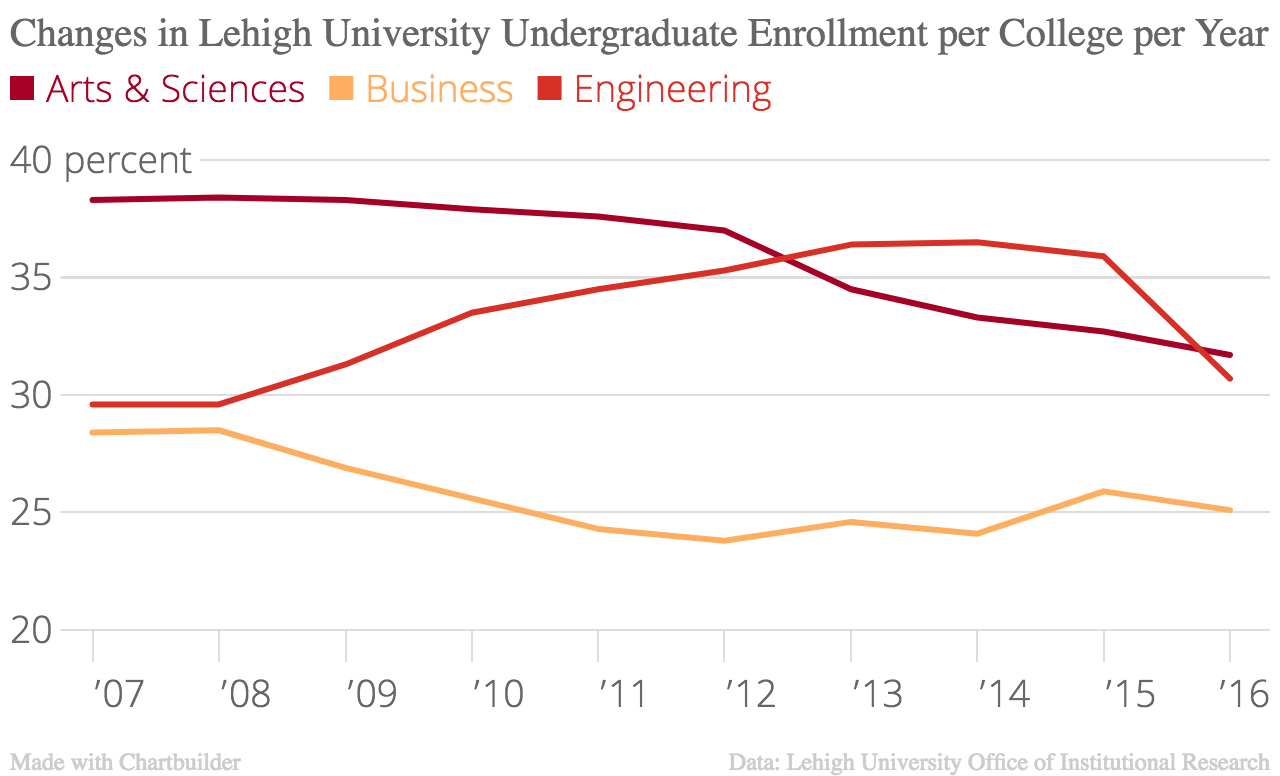 Changes in Lehigh University Undergraduate Enrollment per College per Year
Arts & Sciences Business Engineering
40 percent
35
30
25
20
’07 ’08 ’09 ’10 ’11 ’12 ’13 ’14 ’15 ’16
Made with Chartbuilder Data: Lehigh University Office of Institutional Research